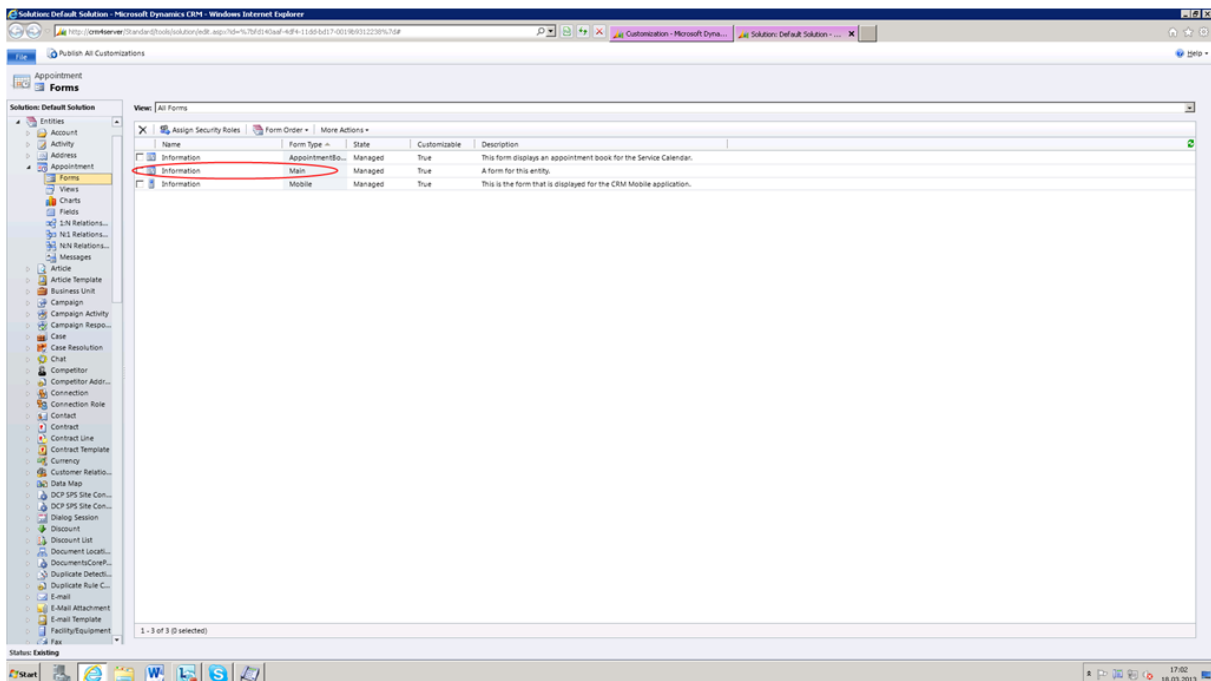 Solution: Default Solution - Microsoft Dynamics CRM - Windows Internet Explorer
Customization - Microsoft Dyna...
Solution: Default Solution - ...
File
Publish All Customizations
Help
Appointment
Forms
Solution: Default Solution
View: All Forms
Entities
Account
Activity
Address
Appointment
Forms
Views
Charts
Fields
1:N Relations...
N:1 Relations...
N:N Relations...
Messages
Article
Article Template
Business Unit
Campaign
Campaign Activity
Campaign Respo...
Case
Case Resolution
Chat
Competitor
Competitor Addr...
Connection
Connection Role
Contact
Contract
Contract Line
Contract Template
Currency
Customer Relatio...
Data Map
DCP SPS Site Con...
DCP SPS Site Con...
Dialog Session
Discount
Discount List
Document Locati...
DocumentsCoreP...
Duplicate Detecti...
Duplicate Rule C...
E-mail
E-Mail Attachment
E-mail Template
Facility/Equipment
Fax
Assign Security Roles Form Order More Actions
Name Form Type State Customizable Description
Information AppointmentBo... Managed True This form displays an appointment book for the Service Calendar.
Information Main Managed True A form for this entity.
Information Mobile Managed True This is the form that is displayed for the CRM Mobile application.
1 - 3 of 3 (0 selected)
Status: Existing
Start
17:02
18.03.2013